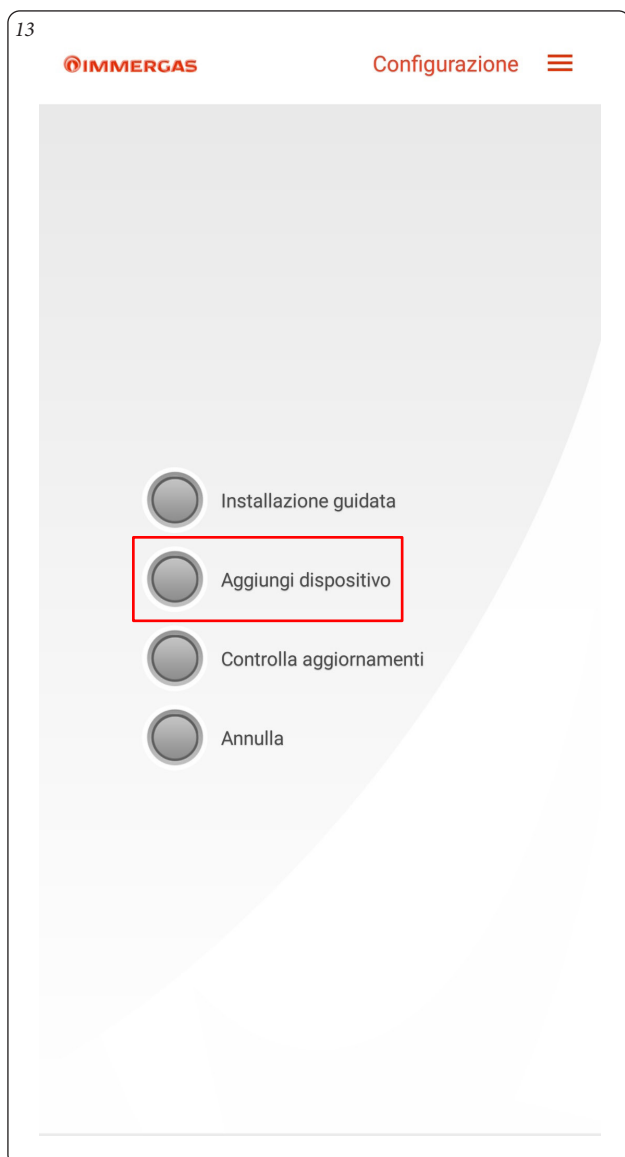 13
IMMERGAS Configurazione
Installazione guidata
Aggiungi dispositivo
Controlla aggiornamenti
Annulla